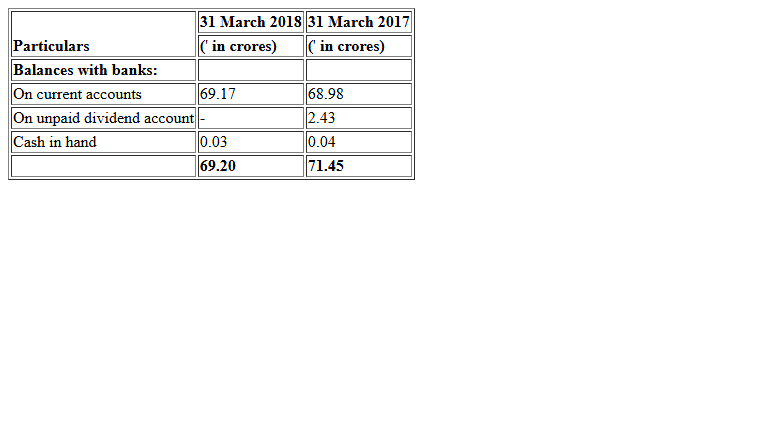 Particulars 31 March 2018 31 March 2017
(' in crores) (' in crores)
Balances with banks:
On current accounts 69.17 68.98
On unpaid dividend account - 2.43
Cash in hand 0.03 0.04
69.20 71.45